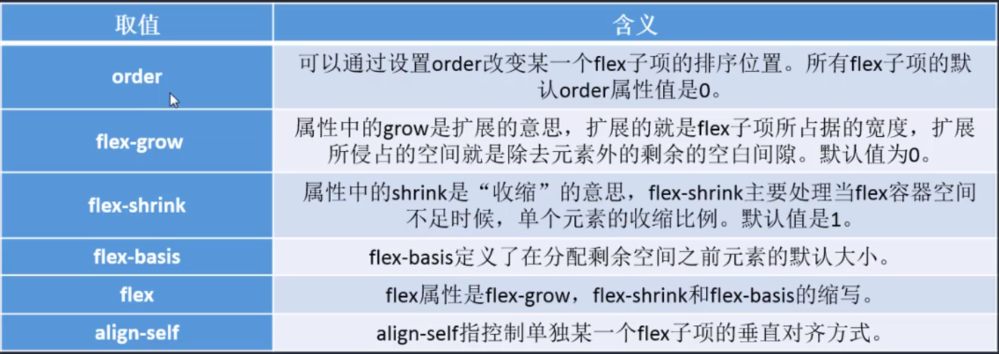 取值 含义
order
可以通过设置order改变某一个flex子项的排序位置。所有flex子项的默
认order属性值是0。
flex-grow
属性中的grow是扩展的意思，扩展的就是flex子项所占据的宽度，扩展
所侵占的空间就是除去元素外的剩余的空白间隙。默认值为0。
flex-shrink
属性中的shrink是“收缩”的意思，flex-shrink主要处理当flex容器空间
不足时候，单个元素的收缩比例。默认值是1。
flex-basis
flex-basis定义了在分配剩余空间之前元素的默认大小。
flex
flex属性是flex-grow，flex-shrink和flex-basis的缩写。
align-self
align-self指控制单独某一个flex子项的垂直对齐方式。